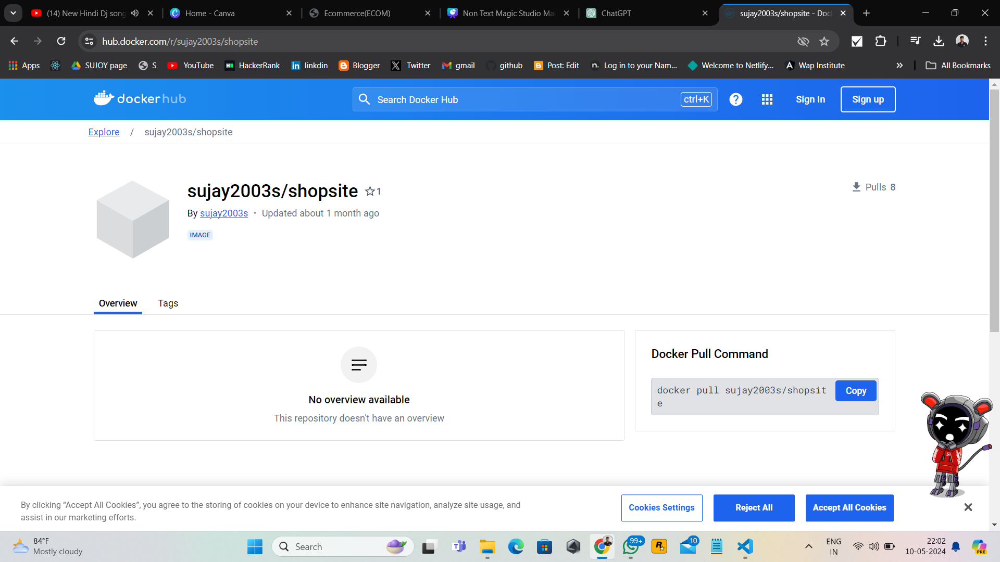 (14) New Hindi Dj song
Home - Canva
Ecommerce(ECOM)
Non Text Magic Studio Ma
ChatGPT
sujay2003s/shopsite - Doc
hub.docker.com/r/sujay2003s/shopsite
Apps
SUJOY page
S
YouTube
HackerRank
linkdin
Blogger
Twitter
gmail
github
Post: Edit
Log in to your Nam...
Welcome to Netlify...
Wap Institute
All Bookmarks
docker hub
Search Docker Hub
ctrl+K
Sign In
Sign up
Explore / sujay2003s/shopsite
sujay2003s/shopsite
1
Pulls 8
By sujay2003s • Updated about 1 month ago
IMAGE
Overview
Tags
No overview available
This repository doesn't have an overview
Docker Pull Command
docker pull sujay2003s/shopsit
e
Copy
By clicking “Accept All Cookies”, you agree to the storing of cookies on your device to enhance site navigation, analyze site usage, and
assist in our marketing efforts.
Cookies Settings
Reject All
Accept All Cookies
84°F
Mostly cloudy
Search
99+
10
PRE
ENG
IN
22:02
10-05-2024